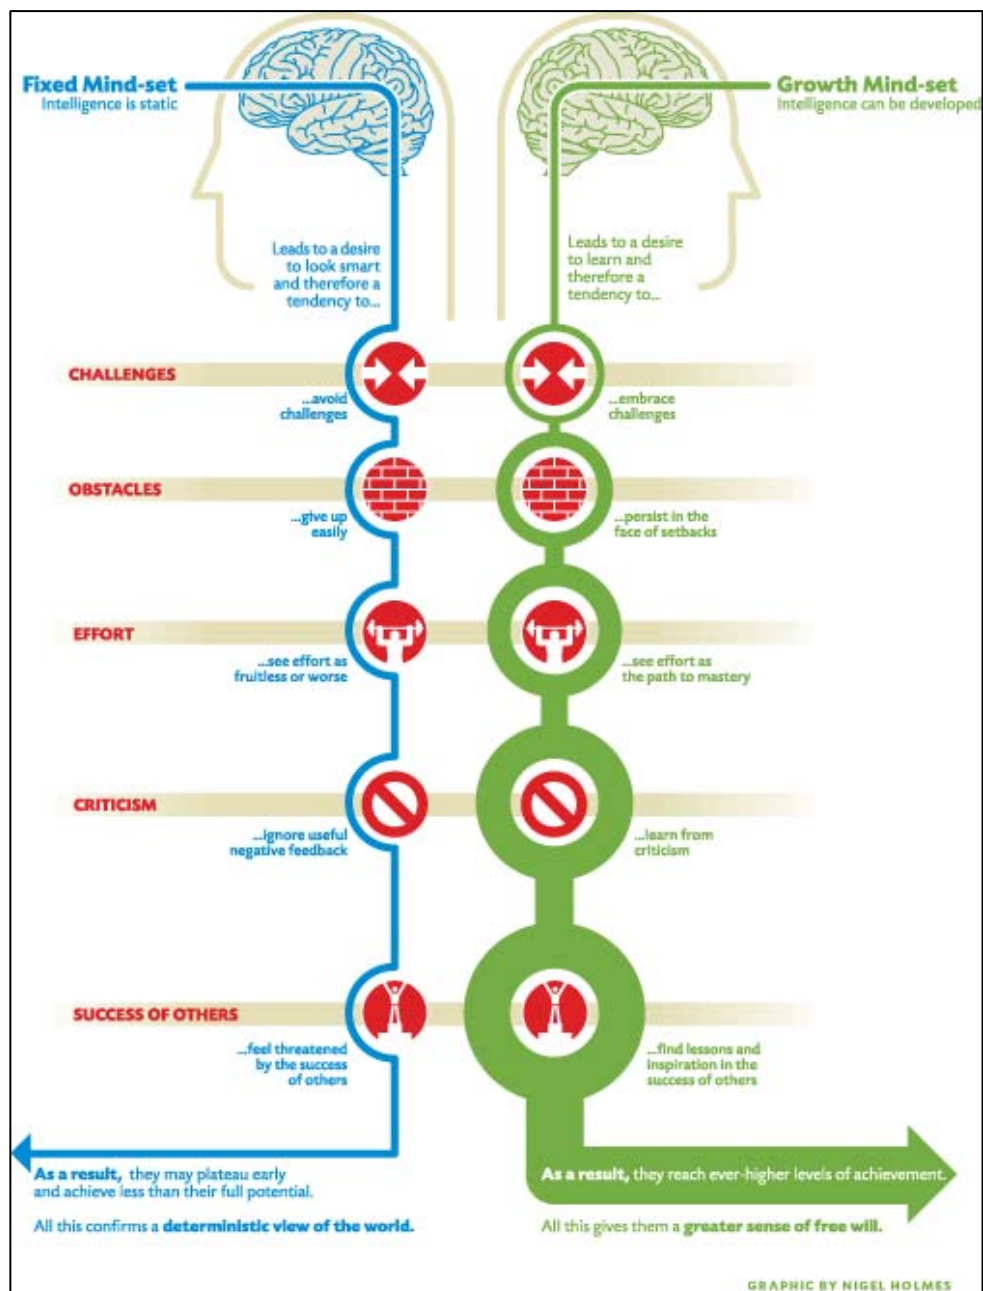 Fixed Mind-set
Intelligence is static
Growth Mind-set
Intelligence can be developed
Leads to a desire
to look smart
and therefore a
tendency to...
Leads to a desire
to learn and
therefore a
tendency to...
CHALLENGES
...avoid
challenges
...embrace
challenges
OBSTACLES
...give up
easily
...persist in the
face of setbacks
EFFORT
...see effort as
fruitless or worse
...see effort as
the path to mastery
CRITICISM
...ignore useful
negative feedback
...learn from
criticism
SUCCESS OF OTHERS
...feel threatened
by the success
of others
...find lessons and
inspiration in the
success of others
As a result, they may plateau early
and achieve less than their full potential.
All this confirms a deterministic view of the world.
As a result, they reach ever-higher levels of achievement.
All this gives them a greater sense of free will.
GRAPHIC BY NIGEL HOLMES